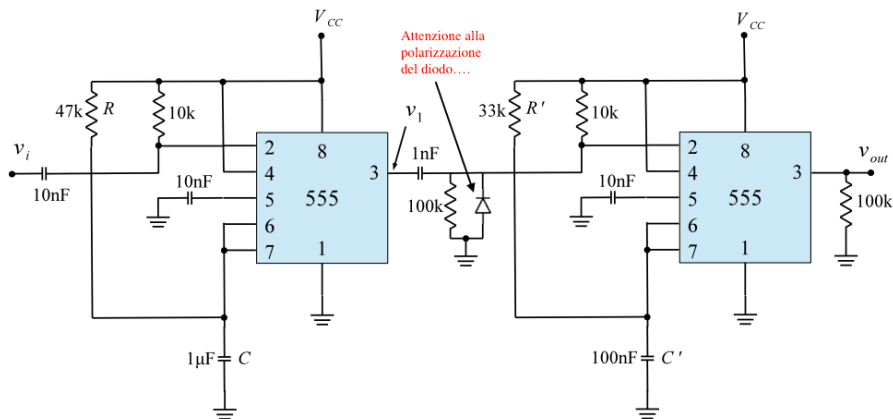 V_CC
Attenzione alla
polarizzazione
del diodo....
V_CC
47k R
10k
33k R'
10k
v_i
v_1
v_out
10nF
1nF
2
8
4
3
10nF
5
555
6
7
1
100k
2
8
4
3
10nF
5
555
6
7
1
100k
1µF C
100nF C'